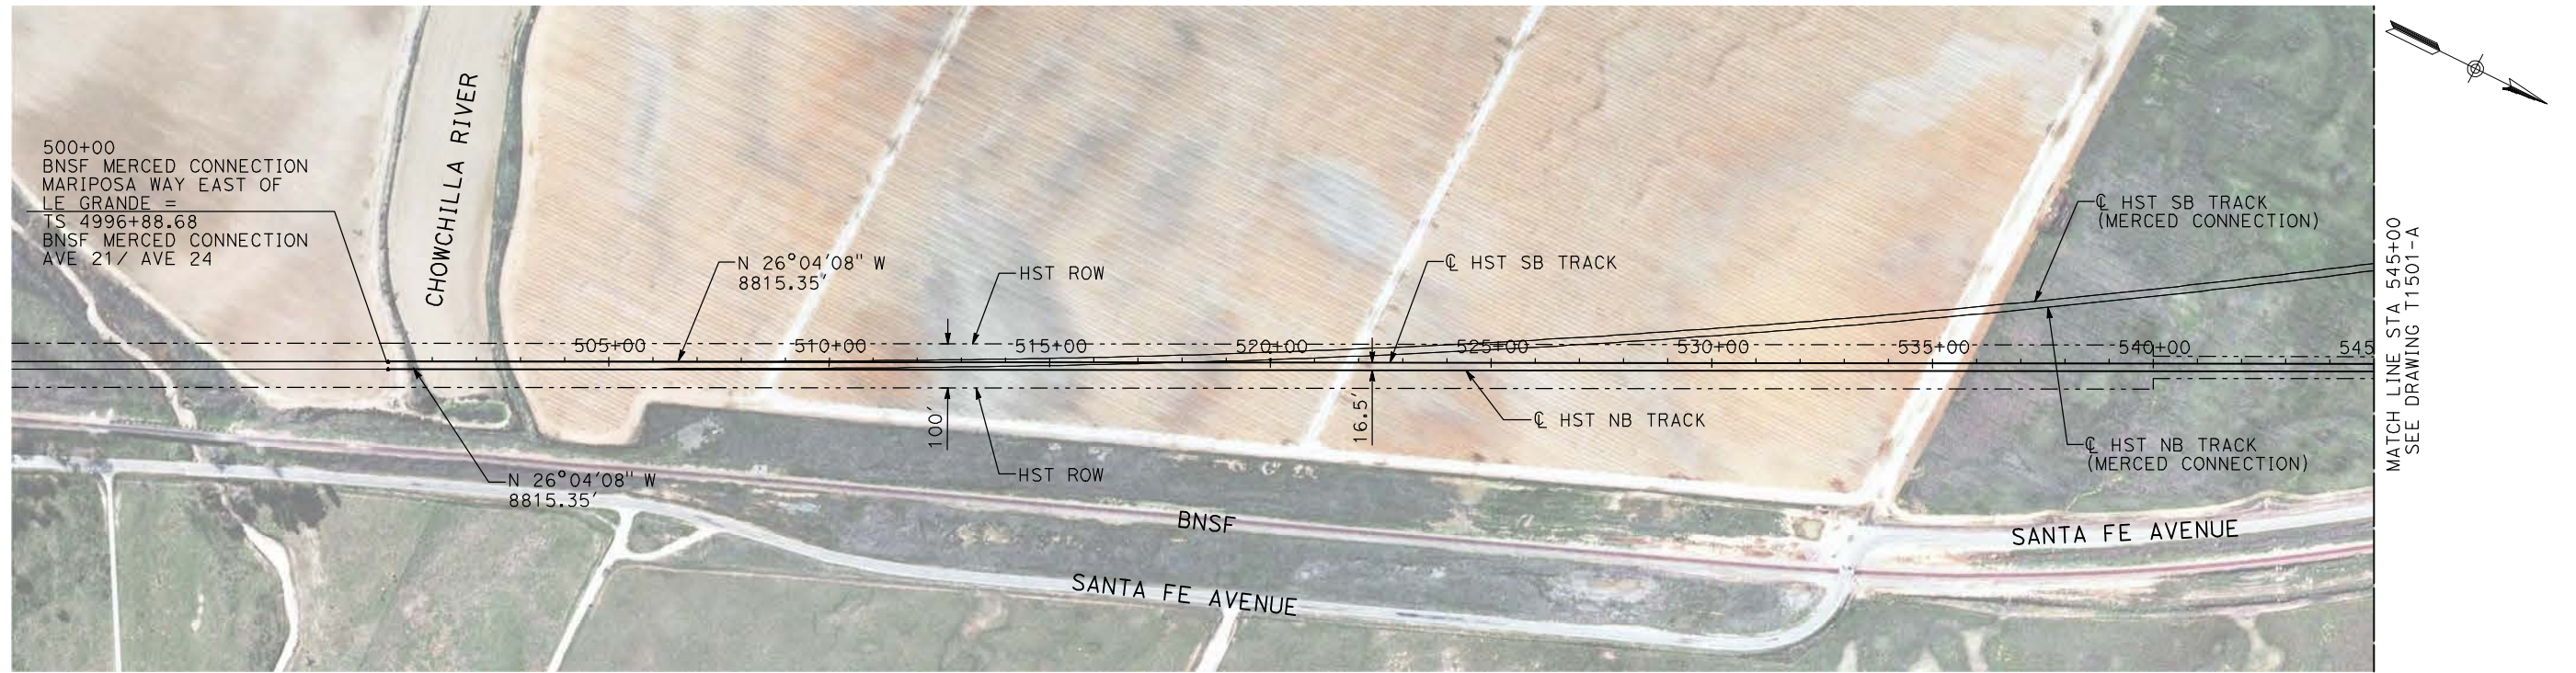 500+00
BNSF MERCED CONNECTION
MARIPOSA WAY EAST OF
LE GRANDE =
TS 4996+88.68
BNSF MERCED CONNECTION
AVE 21/ AVE 24
CHOWCHILLA RIVER
N 26°04'08" W
8815.35'
HST ROW
℄ HST SB TRACK
℄ HST SB TRACK
(MERCED CONNECTION)
505+00
510+00
515+00
520+00
525+00
530+00
535+00
540+00
545
100'
16.5'
℄ HST NB TRACK
℄ HST NB TRACK
(MERCED CONNECTION)
HST ROW
N 26°04'08" W
8815.35'
BNSF
SANTA FE AVENUE
SANTA FE AVENUE
MATCH LINE STA 545+00
SEE DRAWING T1501-A